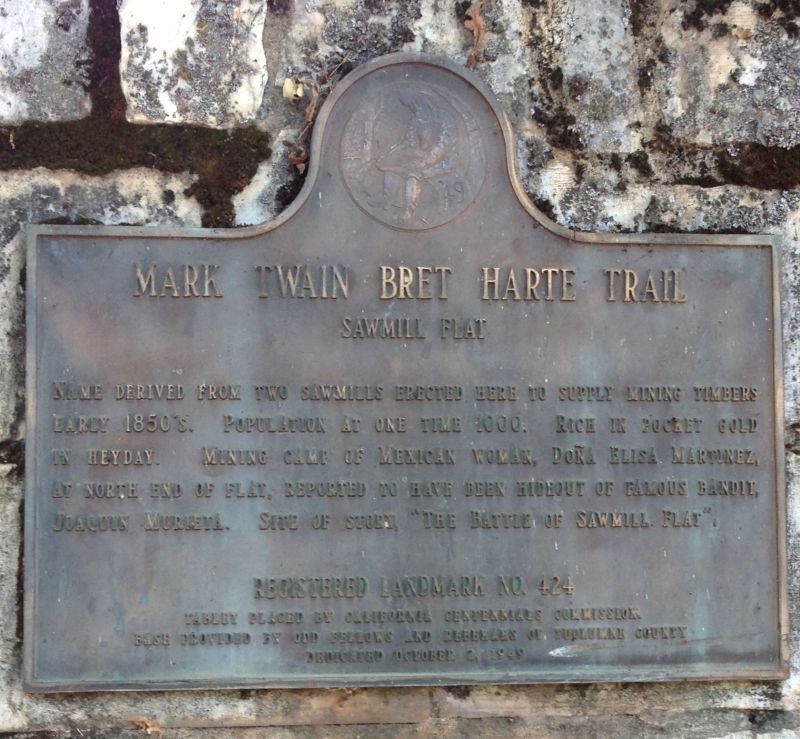 '49
MARK TWAIN BRET HARTE TRAIL
SAWMILL FLAT
NAME DERIVED FROM TWO SAWMILLS ERECTED HERE TO SUPPLY MINING TIMBERS
EARLY 1850'S. POPULATION AT ONE TIME 1000. RICH IN POCKET GOLD
IN HEYDAY. MINING CAMP OF MEXICAN WOMAN, DOÑA ELISA MARTINEZ,
AT NORTH END OF FLAT, REPORTED TO HAVE BEEN HIDEOUT OF FAMOUS BANDIT,
JOAQUIN MURIETA. SITE OF STORY, "THE BATTLE OF SAWMILL FLAT".
REGISTERED LANDMARK NO. 424
TABLET PLACED BY CALIFORNIA CENTENNIALS COMMISSION.
BASE PROVIDED BY ODD FELLOWS AND REBEKAHS OF TUOLUMNE COUNTY
DEDICATED OCTOBER 2, 1949